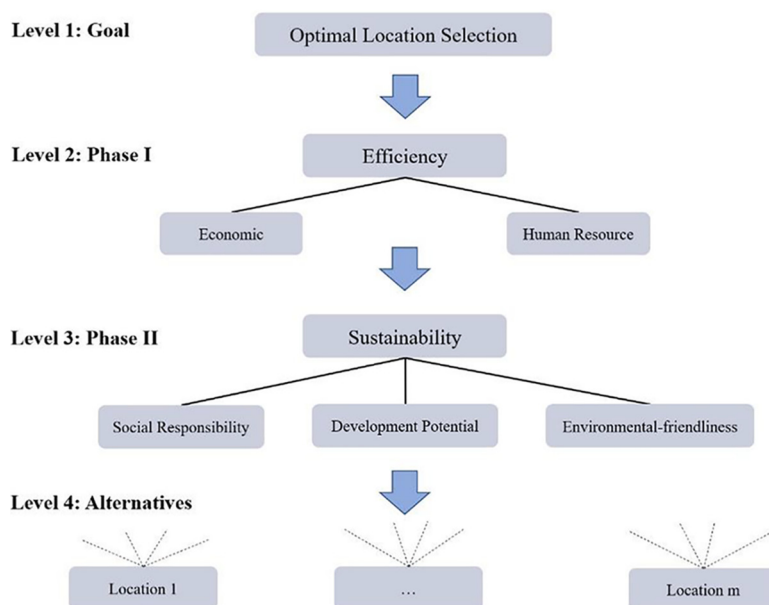 Level 1: Goal
Optimal Location Selection
Level 2: Phase I
Efficiency
Economic
Human Resource
Level 3: Phase II
Sustainability
Social Responsibility
Development Potential
Environmental-friendliness
Level 4: Alternatives
Location 1
...
Location m